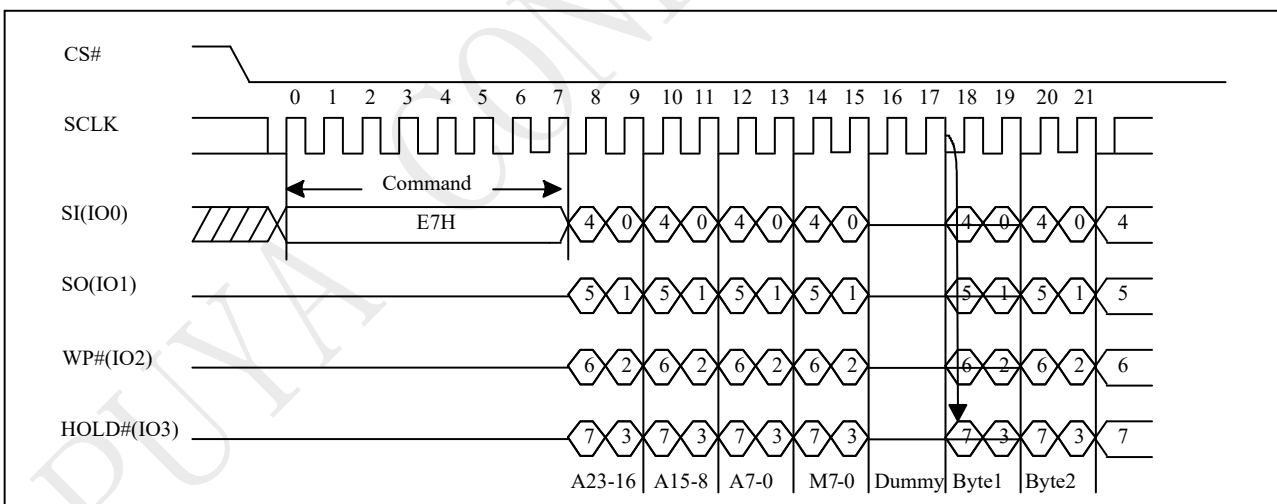 CS#
0 1 2 3 4 5 6 7 8 9 10 11 12 13 14 15 16 17 18 19 20 21
SCLK
Command
SI(IO0)
E7H
4 0 4 0 4 0 4 0 4 0 4 0 4
SO(IO1)
5 1 5 1 5 1 5 1 5 1 5 1 5
WP#(IO2)
6 2 6 2 6 2 6 2 6 2 6 2 6
HOLD#(IO3)
7 3 7 3 7 3 7 3 7 3 7 3 7
A23-16 A15-8 A7-0 M7-0 Dummy Byte1 Byte2
PUYA CON